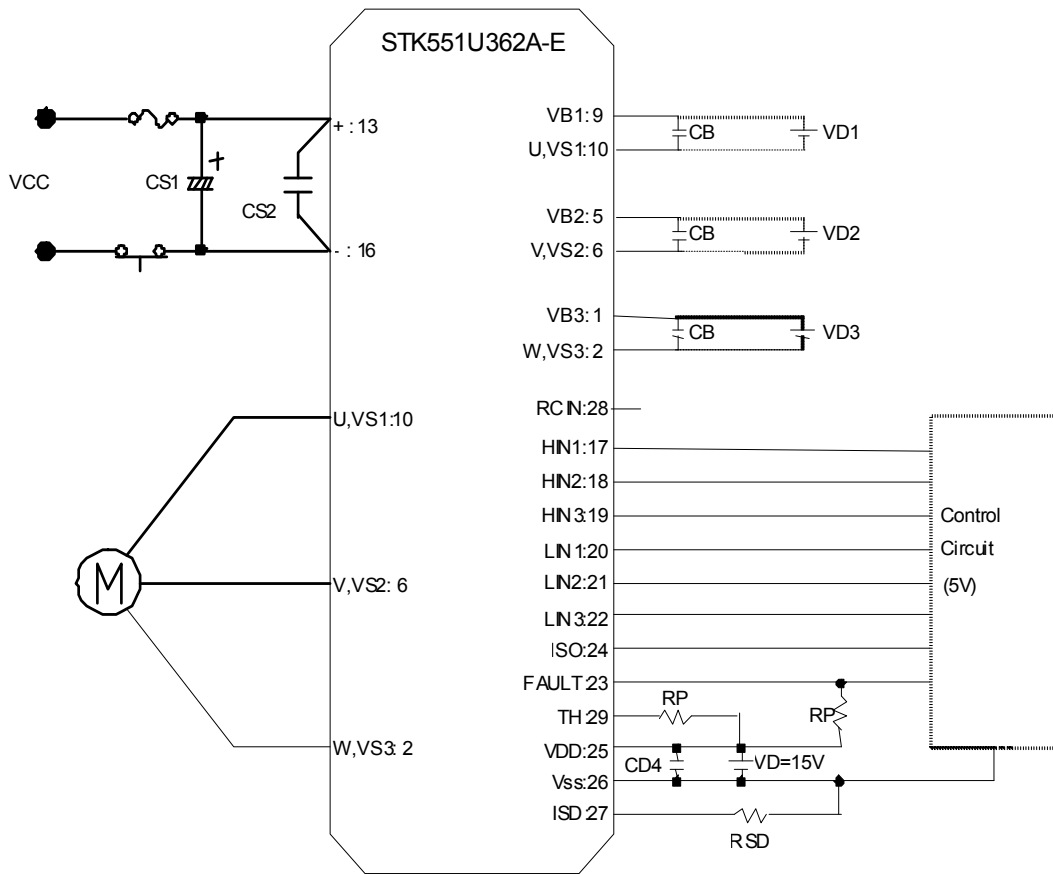 STK551U362A-E
VCC
CS1
+
CS2
+ : 13
- : 16
U,VS1:10
V,VS2: 6
W,VS3: 2
M
VB1: 9
U,VS1:10
VB2: 5
V,VS2: 6
VB3: 1
W,VS3: 2
RCIN:28
HIN1:17
HIN2:18
HIN3:19
LIN1:20
LIN2:21
LIN3:22
ISO:24
FAULT:23
TH:29
VDD:25
Vss:26
ISD:27
CB
VD1
CB
VD2
CB
VD3
Control
Circuit
(5V)
RP
RP
CD4
VD=15V
RSD